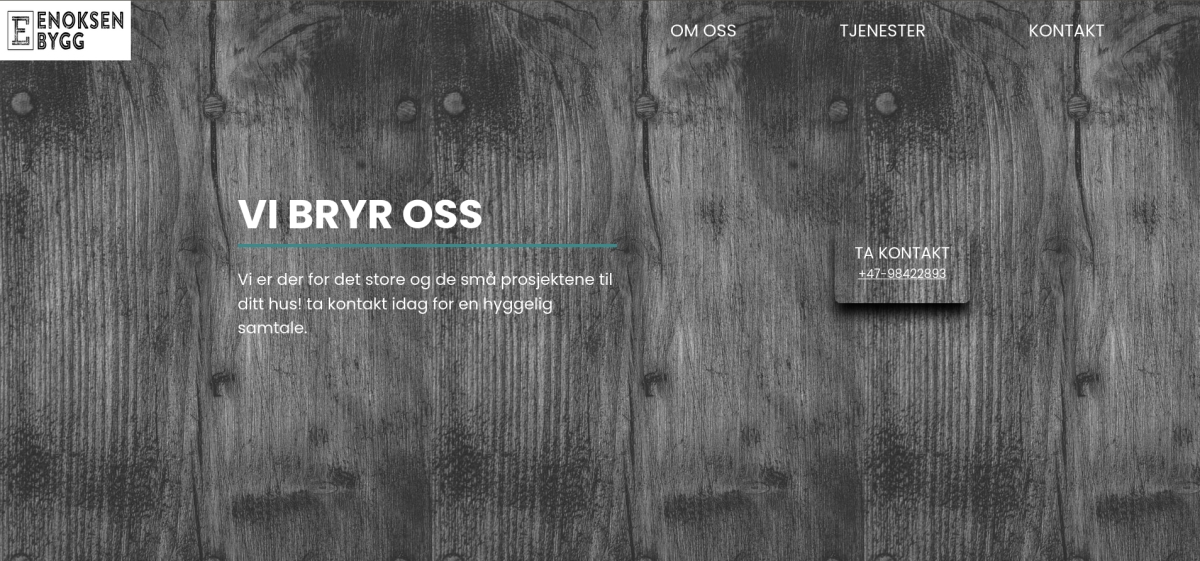 ENOKSEN
BYGG
OM OSS
TJENESTER
KONTAKT
VI BRYR OSS
Vi er der for det store og de små prosjektene til
ditt hus! ta kontakt idag for en hyggelig
samtale.
TA KONTAKT
+47-98422893